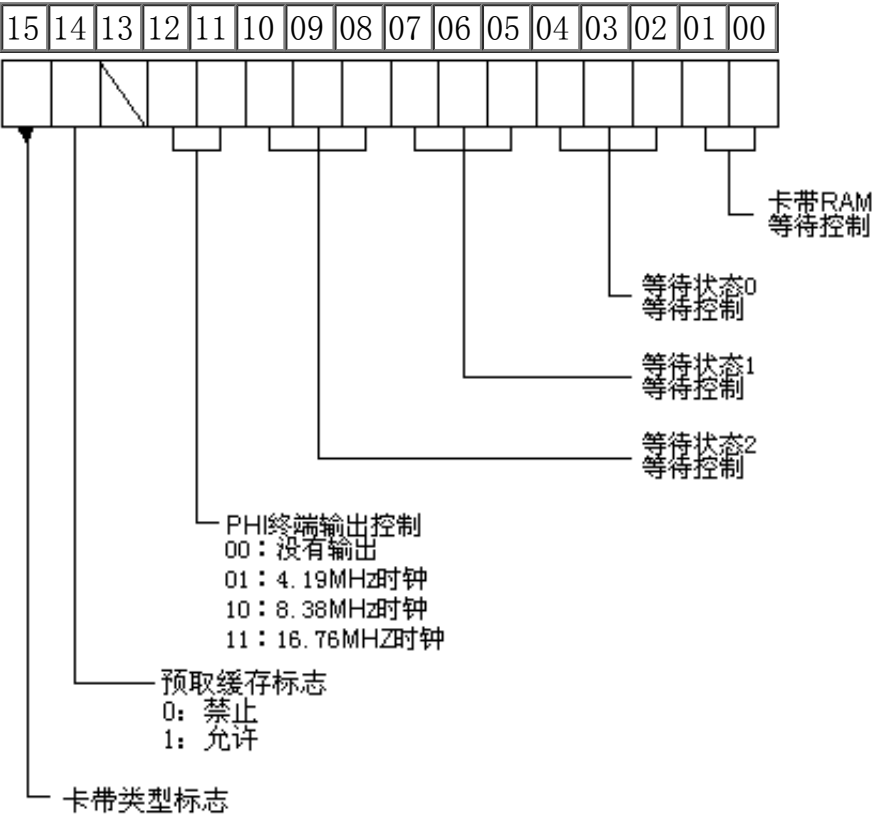 15 14 13 12 11 10 09 08 07 06 05 04 03 02 01 00
卡带RAM
等待控制
等待状态0
等待控制
等待状态1
等待控制
等待状态2
等待控制
PHI终端输出控制
00：没有输出
01：4.19MHz时钟
10：8.38MHz时钟
11：16.76MHZ时钟
预取缓存标志
0：禁止
1：允许
卡带类型标志